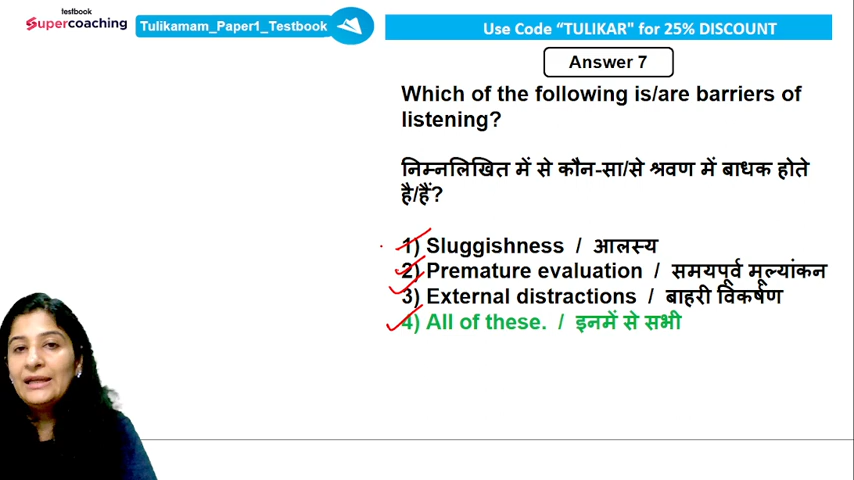 testbook
Supercoaching
Tulikamam_Paper1_Testbook
Use Code “TULIKAR" for 25% DISCOUNT
Answer 7
Which of the following is/are barriers of
listening?
निम्नलिखित में से कौन-सा/से श्रवण में बाधक होते
है/हैं?
1) Sluggishness / आलस्य
2) Premature evaluation / समयपूर्व मूल्यांकन
3) External distractions / बाहरी विकर्षण
4) All of these. / इनमें से सभी